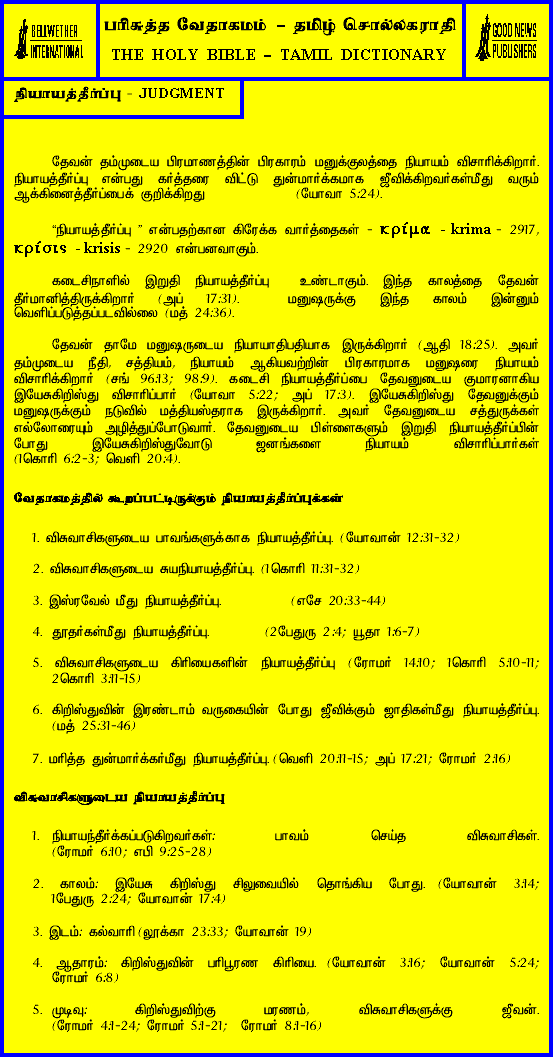 BELLWETHER
INTERNATIONAL
பரிசுத்த வேதாகமம் – தமிழ் சொல்லகராதி
THE HOLY BIBLE – TAMIL DICTIONARY
GOOD NEWS
PUBLISHERS
நியாயத்தீர்ப்பு - JUDGMENT
தேவன் தம்முடைய பிரமாணத்தின் பிரகாரம் மனுக்குலத்தை நியாயம் விசாரிக்கிறார்.
நியாயத்தீர்ப்பு என்பது கர்த்தரை விட்டு துன்மார்க்கமாக ஜீவிக்கிறவர்கள்மீது வரும்
ஆக்கினைத்தீர்ப்பைக் குறிக்கிறது (யோவா 5:24).
“நியாயத்தீர்ப்பு ” என்பதற்கான கிரேக்க வார்த்தைகள் - κρίμα - krima - 2917,
κρίσις - krisis - 2920 என்பனவாகும்.
கடைசிநாளில் இறுதி நியாயத்தீர்ப்பு உண்டாகும். இந்த காலத்தை தேவன்
தீர்மானித்திருக்கிறார் (அப் 17:31). மனுஷருக்கு இந்த காலம் இன்னும்
வெளிப்படுத்தப்படவில்லை (மத் 24:36).
தேவன் தாமே மனுஷருடைய நியாயாதிபதியாக இருக்கிறார் (ஆதி 18:25). அவர்
தம்முடைய நீதி, சத்தியம், நியாயம் ஆகியவற்றின் பிரகாரமாக மனுஷரை நியாயம்
விசாரிக்கிறார் (சங் 96:13; 98:9). கடைசி நியாயத்தீர்ப்பை தேவனுடைய குமாரனாகிய
இயேசுகிறிஸ்து விசாரிப்பார் (யோவா 5:22; அப் 17:3). இயேசுகிறிஸ்து தேவனுக்கும்
மனுஷருக்கும் நடுவில் மத்தியஸ்தராக இருக்கிறார். அவர் தேவனுடைய சத்துருக்கள்
எல்லோரையும் அழித்துப்போடுவார். தேவனுடைய பிள்ளைகளும் இறுதி நியாயத்தீர்ப்பின்
போது இயேசுகிறிஸ்துவோடு ஜனங்களை நியாயம் விசாரிப்பார்கள்
(1கொரி 6:2-3; வெளி 20:4).
வேதாகமத்தில் கூறப்பட்டிருக்கும் நியாயத்தீர்ப்புக்கள்
1. விசுவாசிகளுடைய பாவங்களுக்காக நியாயத்தீர்ப்பு. (யோவான் 12:31-32)
2. விசுவாசிகளுடைய சுயநியாயத்தீர்ப்பு. (1கொரி 11:31-32)
3. இஸ்ரவேல் மீது நியாயத்தீர்ப்பு. (எசே 20:33-44)
4. தூதர்கள்மீது நியாயத்தீர்ப்பு. (2பேதுரு 2:4; யூதா 1:6-7)
5. விசுவாசிகளுடைய கிரியைகளின் நியாயத்தீர்ப்பு (ரோமர் 14:10; 1கொரி 5:10-11;
2கொரி 3:11-15)
6. கிறிஸ்துவின் இரண்டாம் வருகையின் போது ஜீவிக்கும் ஜாதிகள்மீது நியாயத்தீர்ப்பு.
(மத் 25:31-46)
7. மரித்த துன்மார்க்கர்மீது நியாயத்தீர்ப்பு. (வெளி 20:11-15; அப் 17:21; ரோமர் 2:16)
விசுவாசிகளுடைய நியாயத்தீர்ப்பு
1. நியாயந்தீர்க்கப்படுகிறவர்கள்: பாவம் செய்த விசுவாசிகள்.
(ரோமர் 6:10; எபி 9:25-28)
2. காலம்: இயேசு கிறிஸ்து சிலுவையில் தொங்கிய போது. (யோவான் 3:14;
1பேதுரு 2:24; யோவான் 17:4)
3. இடம்: கல்வாரி (லூக்கா 23:33; யோவான் 19)
4. ஆதாரம்: கிறிஸ்துவின் பரிபூரண கிரியை. (யோவான் 3:16; யோவான் 5:24;
ரோமர் 6:8)
5. முடிவு: கிறிஸ்துவிற்கு மரணம், விசுவாசிகளுக்கு ஜீவன்.
(ரோமர் 4:1-24; ரோமர் 5:1-21; ரோமர் 8:1-16)